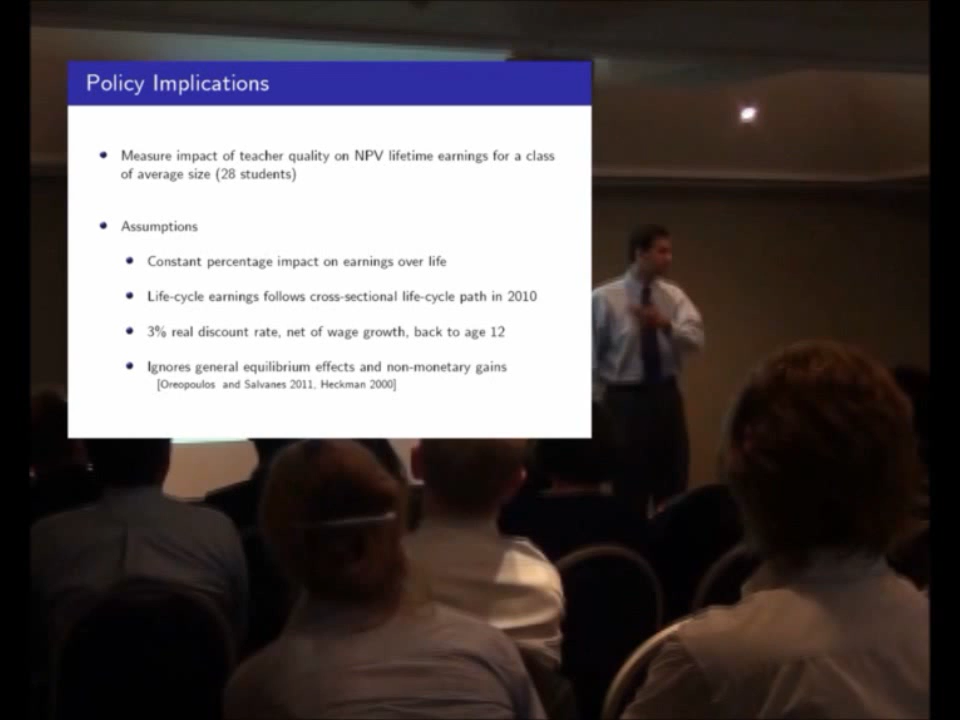 Policy Implications
• Measure impact of teacher quality on NPV lifetime earnings for a class
of average size (28 students)
• Assumptions
• Constant percentage impact on earnings over life
• Life-cycle earnings follows cross-sectional life-cycle path in 2010
• 3% real discount rate, net of wage growth, back to age 12
• Ignores general equilibrium effects and non-monetary gains
[Oreopoulos and Salvanes 2011, Heckman 2000]